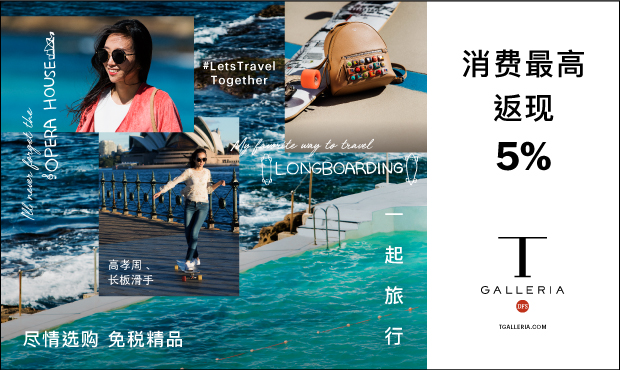 I'll never forget the
OPERA HOUSE
#LetsTravel
Together
My favorite way to travel
LONGBOARDING
高孝周、
长板滑手
一起旅行
尽情选购 免税精品
消费最高
返现
5%
T
GALLERIA
DFS
TGALLERIA.COM